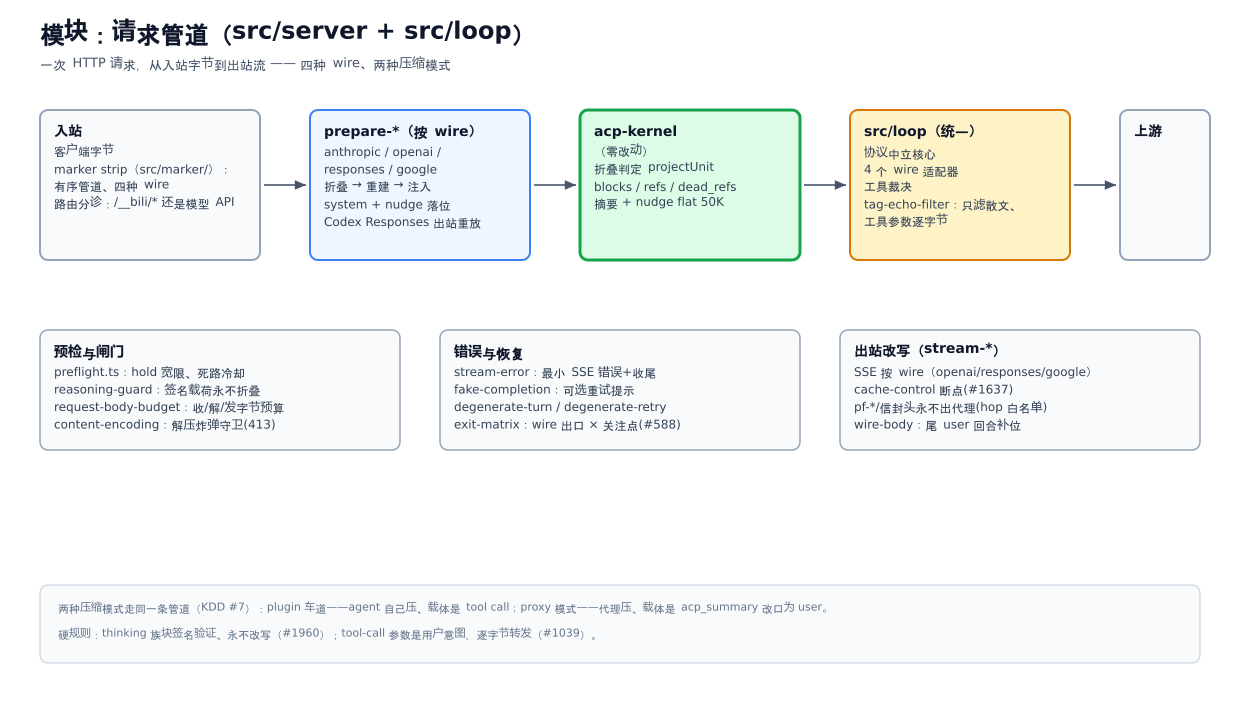 模块：请求管道（src/server + src/loop）
一次 HTTP 请求，从入站字节到出站流 —— 四种 wire、两种压缩模式
入站
客户端字节
marker strip（src/marker/）：
有序管道、四种 wire
路由分诊：/__bili/* 还是模型 API
prepare-*（按 wire）
anthropic / openai /
responses / google
折叠 → 重建 → 注入
system + nudge 落位
Codex Responses 出站重放
acp-kernel
（零改动）
折叠判定 projectUnit
blocks / refs / dead_refs
摘要 + nudge flat 50K
src/loop（统一）
协议中立核心
4 个 wire 适配器
工具裁决
tag-echo-filter：只滤散文、
工具参数逐字节
上游
预检与闸门
preflight.ts：hold 宽限、死路冷却
reasoning-guard：签名载荷永不折叠
request-body-budget：收/解/发字节预算
content-encoding：解压炸弹守卫(413)
错误与恢复
stream-error：最小 SSE 错误+收尾
fake-completion：可选重试提示
degenerate-turn / degenerate-retry
exit-matrix：wire 出口 × 关注点(#588)
出站改写（stream-*）
SSE 按 wire（openai/responses/google）
cache-control 断点(#1637)
pf-*/信封头永不出代理(hop 白名单)
wire-body：尾 user 回合补位
两种压缩模式走同一条管道（KDD #7）：plugin 车道——agent 自己压、载体是 tool call；proxy 模式——代理压、载体是 acp_summary 改口为 user。
硬规则：thinking 族块签名验证、永不改写（#1960）；tool-call 参数是用户意图，逐字节转发（#1039）。